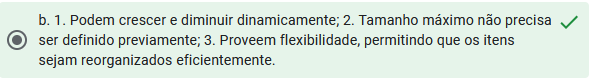 b. 1. Podem crescer e diminuir dinamicamente; 2. Tamanho máximo não precisa
ser definido previamente; 3. Proveem flexibilidade, permitindo que os itens
sejam reorganizados eficientemente.